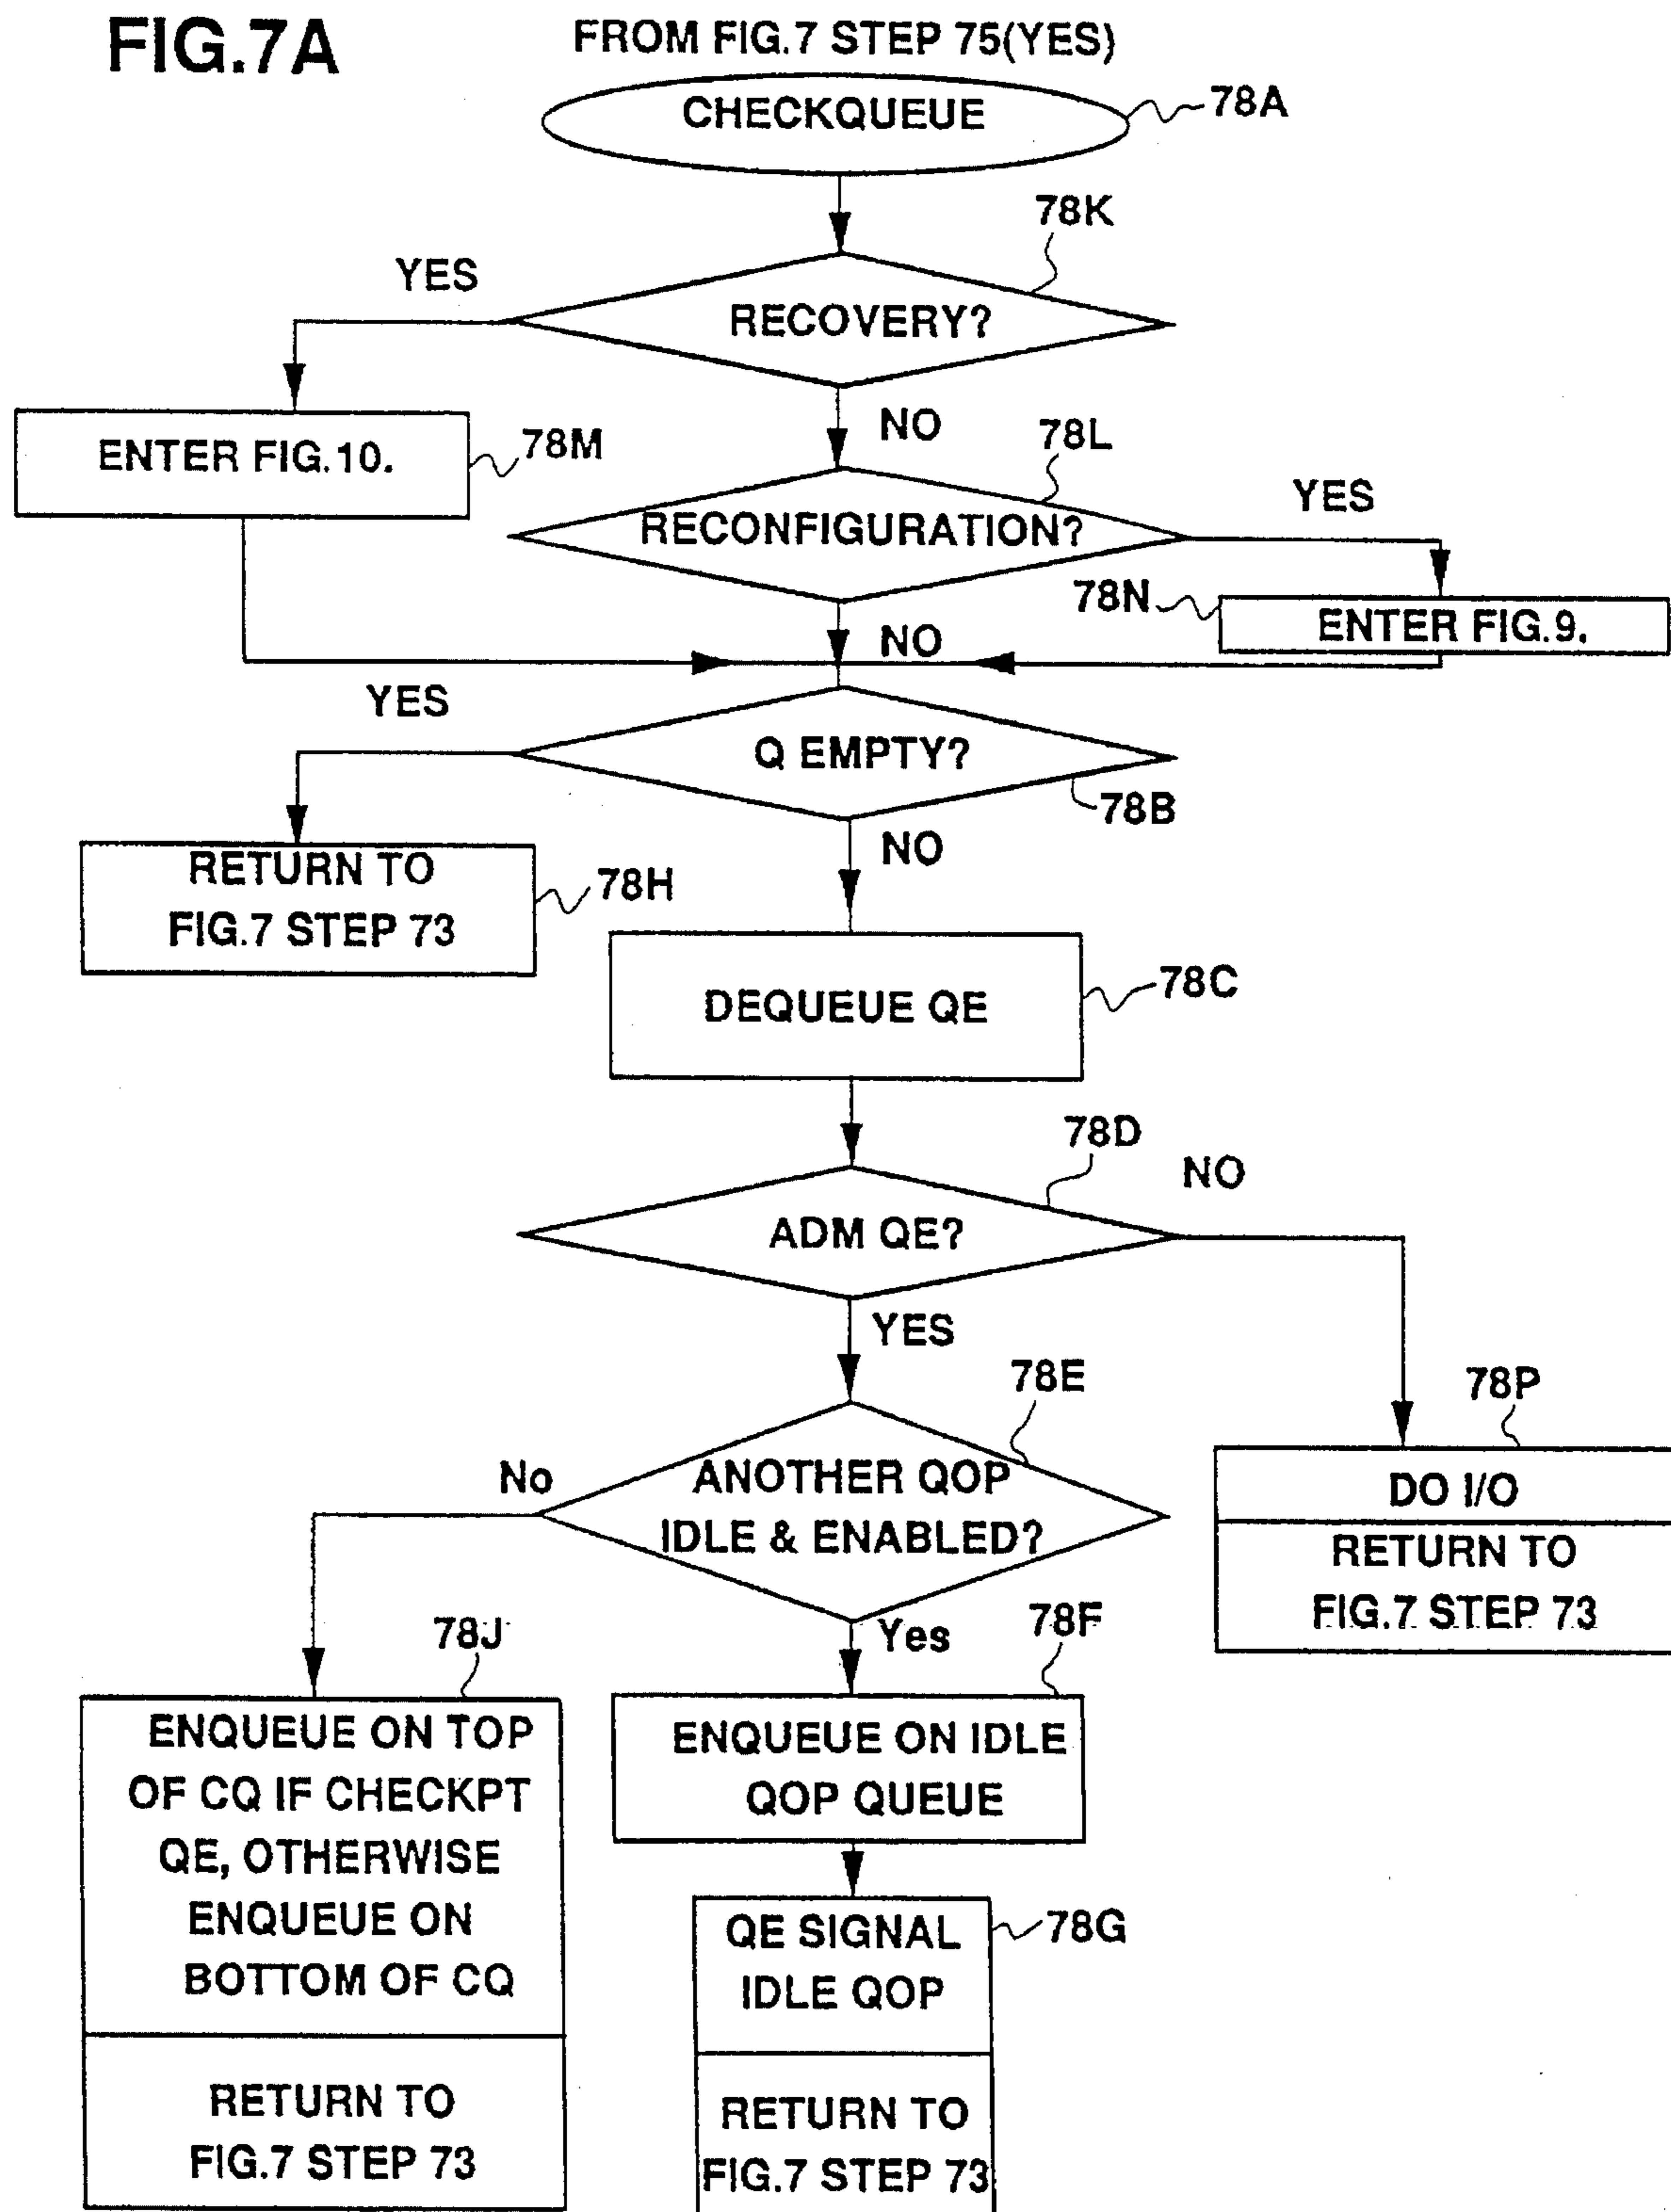 FIG.7A
FROM FIG.7 STEP 75(YES)
CHECKQUEUE
78A
78K
YES
RECOVERY?
NO
78L
ENTER FIG.10.
78M
YES
RECONFIGURATION?
78N
ENTER FIG.9.
NO
YES
Q EMPTY?
78B
NO
RETURN TO
FIG.7 STEP 73
78H
DEQUEUE QE
78C
78D
NO
ADM QE?
YES
78E
78P
No
ANOTHER QOP
IDLE & ENABLED?
DO I/O
RETURN TO
FIG.7 STEP 73
78J
Yes
78F
ENQUEUE ON TOP
OF CQ IF CHECKPT
QE, OTHERWISE
ENQUEUE ON
BOTTOM OF CQ
RETURN TO
FIG.7 STEP 73
ENQUEUE ON IDLE
QOP QUEUE
QE SIGNAL
IDLE QOP
78G
RETURN TO
FIG.7 STEP 73